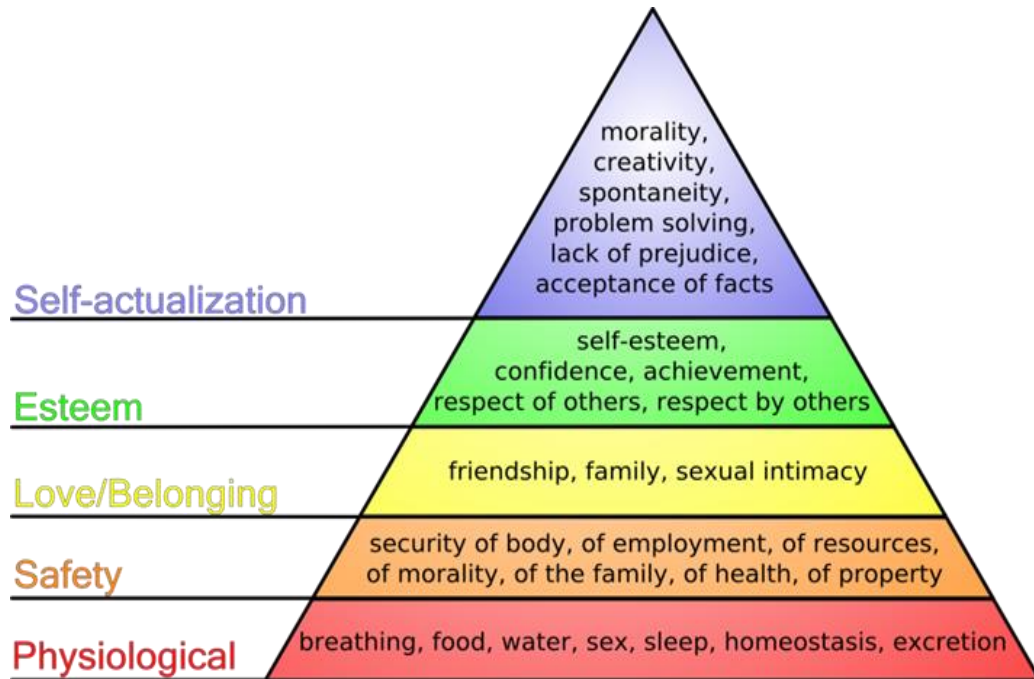 morality,
creativity,
spontaneity,
problem solving,
lack of prejudice,
acceptance of facts
Self-actualization
self-esteem,
confidence, achievement,
respect of others, respect by others
Esteem
friendship, family, sexual intimacy
Love/Belonging
security of body, of employment, of resources,
of morality, of the family, of health, of property
Safety
breathing, food, water, sex, sleep, homeostasis, excretion
Physiological